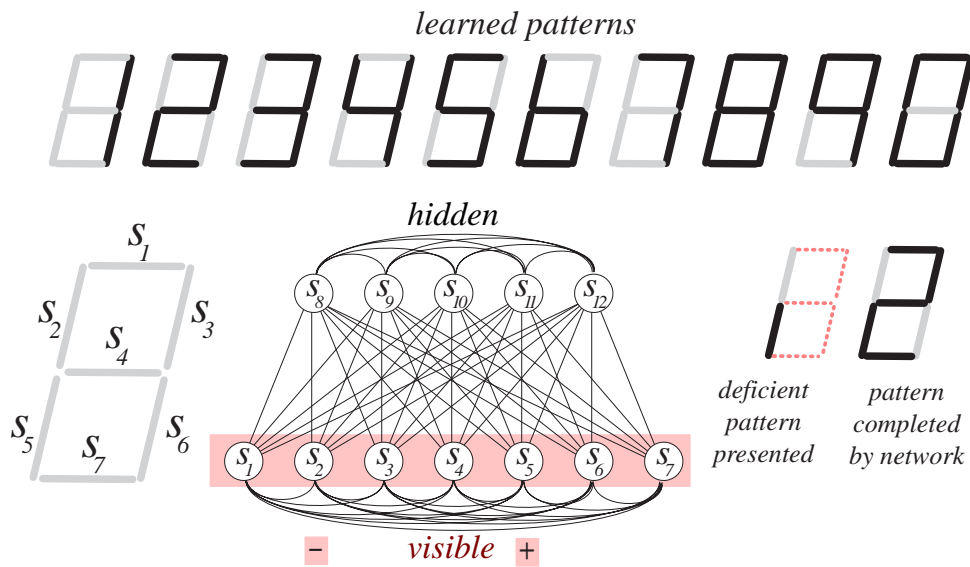 learned patterns
hidden
S1
S2
S3
S4
S5
S6
S7
S8 S9 S10 S11 S12
S1 S2 S3 S4 S5 S6 S7
- visible +
deficient
pattern
presented
pattern
completed
by network